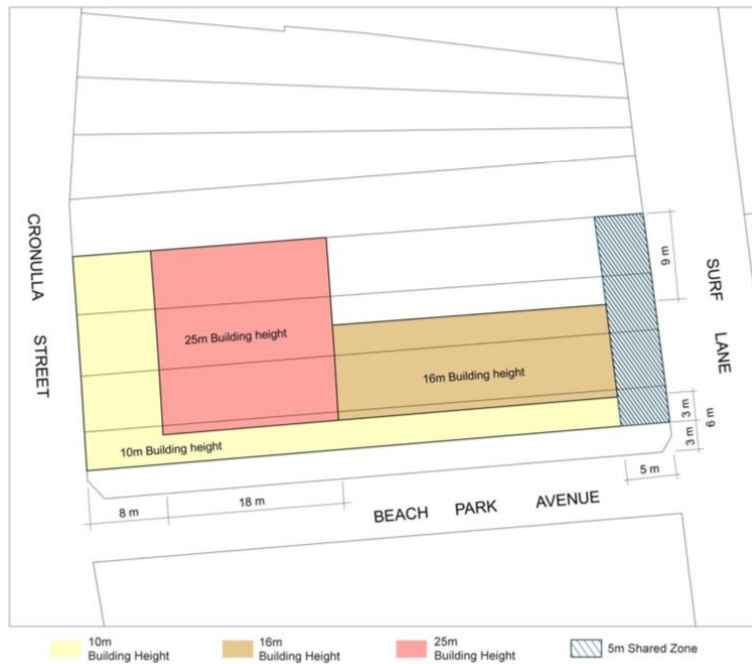 CRONULLA
STREET
SURF
LANE
25m Building height
16m Building height
10m Building height
9 m
3 m
3 m
6 m
5 m
8 m
18 m
BEACH PARK AVENUE
10m
Building Height
16m
Building Height
25m
Building Height
5m Shared Zone